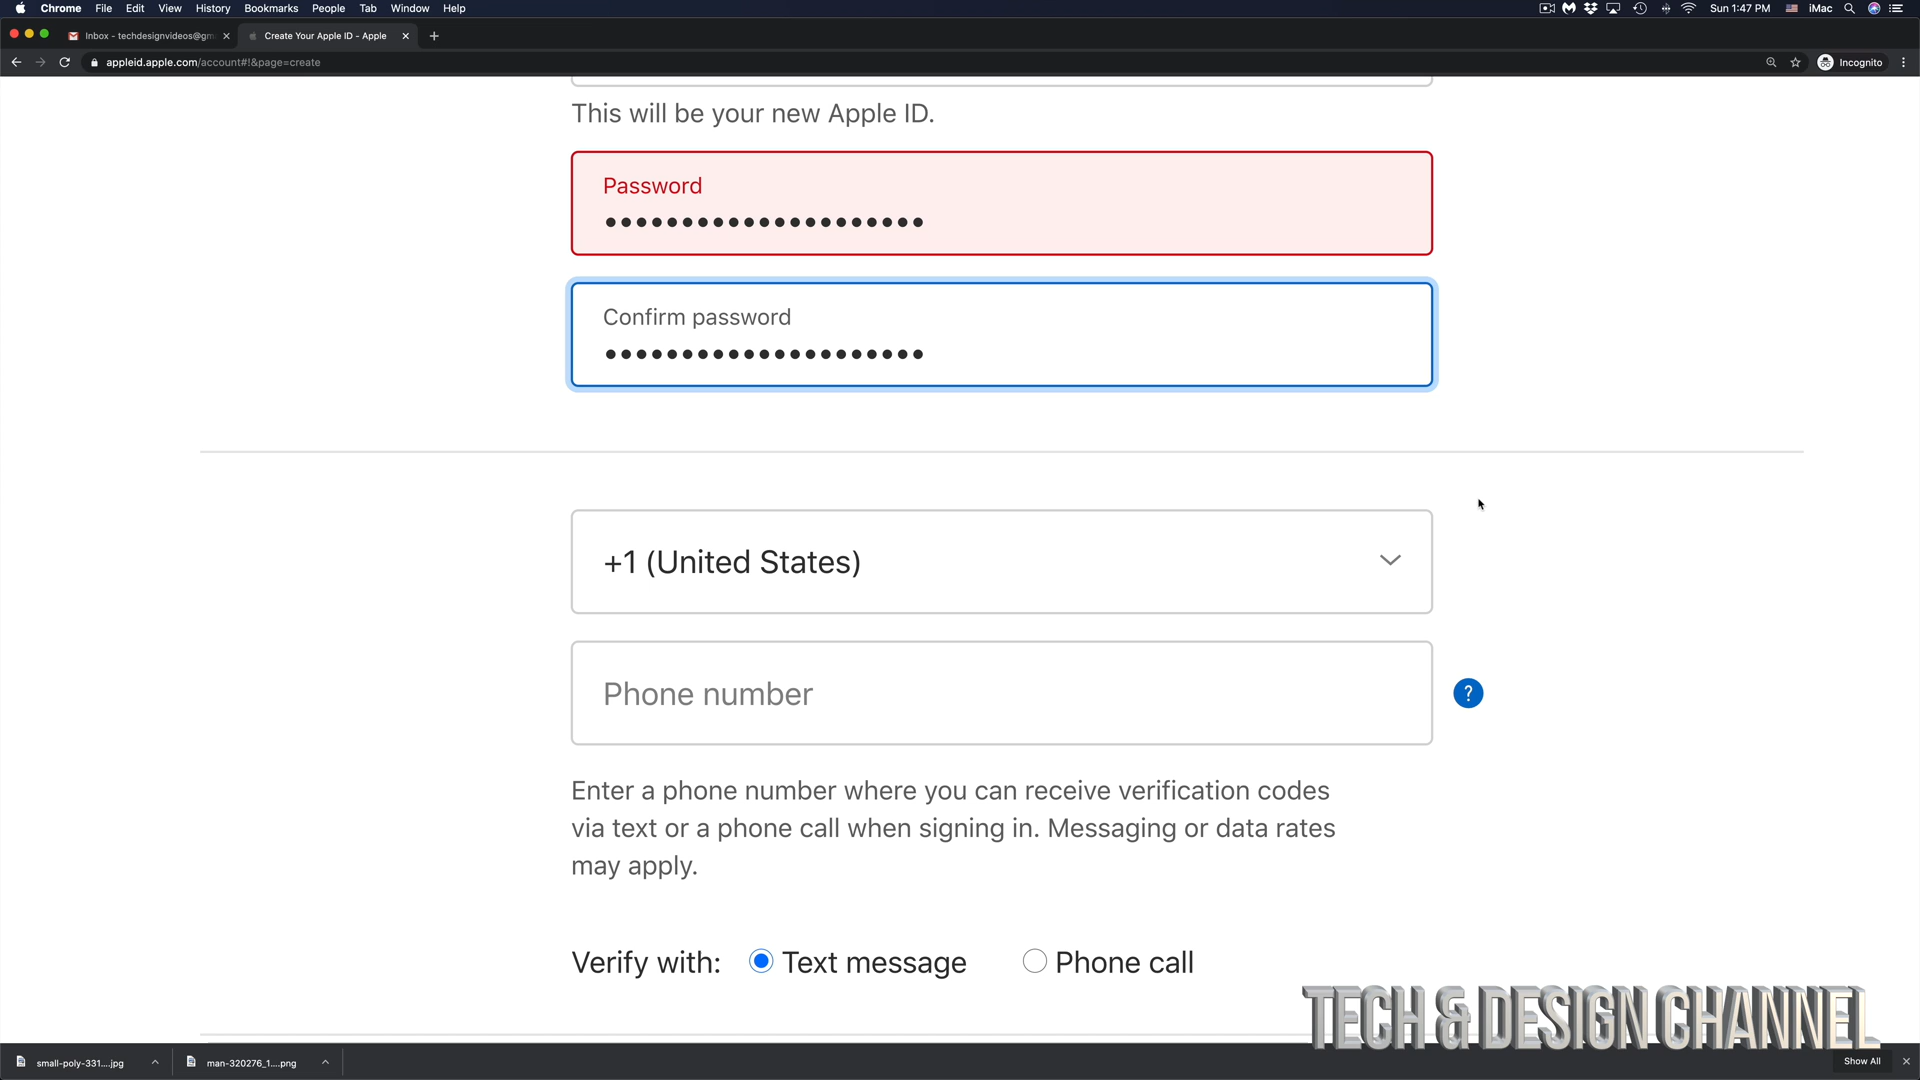 Chrome File Edit View History Bookmarks People Tab Window Help Sun 1:47 PM iMac
Inbox - techdesignvideos@gm Create Your Apple ID - Apple
appleid.apple.com/account#!&page=create Incognito
This will be your new Apple ID.
Password
Confirm password
+1 (United States)
Phone number
?
Enter a phone number where you can receive verification codes
via text or a phone call when signing in. Messaging or data rates
may apply.
Verify with: Text message Phone call
TECH & DESIGN CHANNEL
small-poly-331....jpg man-320276_1....png Show All